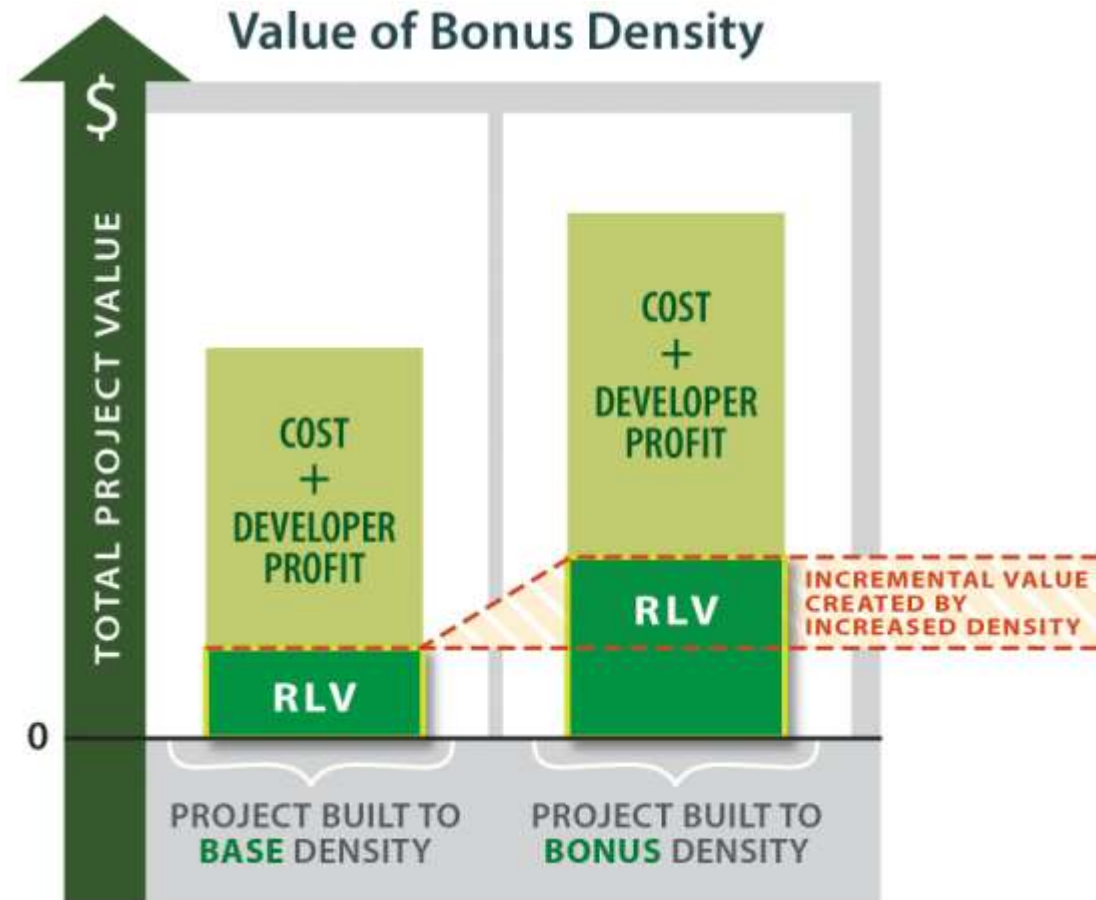 Value of Bonus Density
$
TOTAL PROJECT VALUE
COST
+
DEVELOPER
PROFIT
RLV
COST
+
DEVELOPER
PROFIT
RLV
INCREMENTAL VALUE
CREATED BY
INCREASED DENSITY
0
PROJECT BUILT TO
BASE DENSITY
PROJECT BUILT TO
BONUS DENSITY